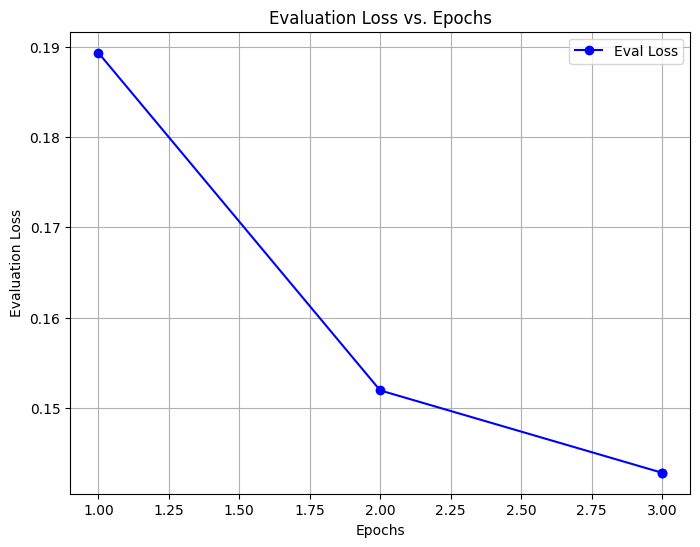 Evaluation Loss vs. Epochs
Eval Loss
0.19
0.18
0.17
0.16
0.15
Evaluation Loss
1.00 1.25 1.50 1.75 2.00 2.25 2.50 2.75 3.00
Epochs